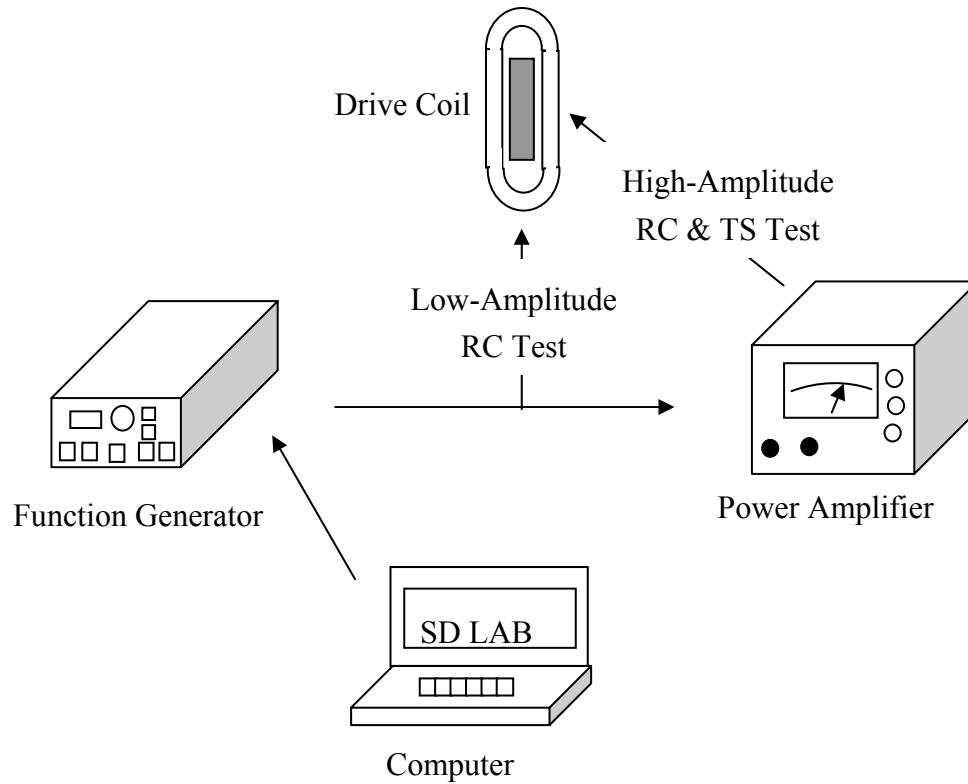 Drive Coil
High-Amplitude
RC & TS Test
Low-Amplitude
RC Test
Function Generator
Power Amplifier
SD LAB
Computer